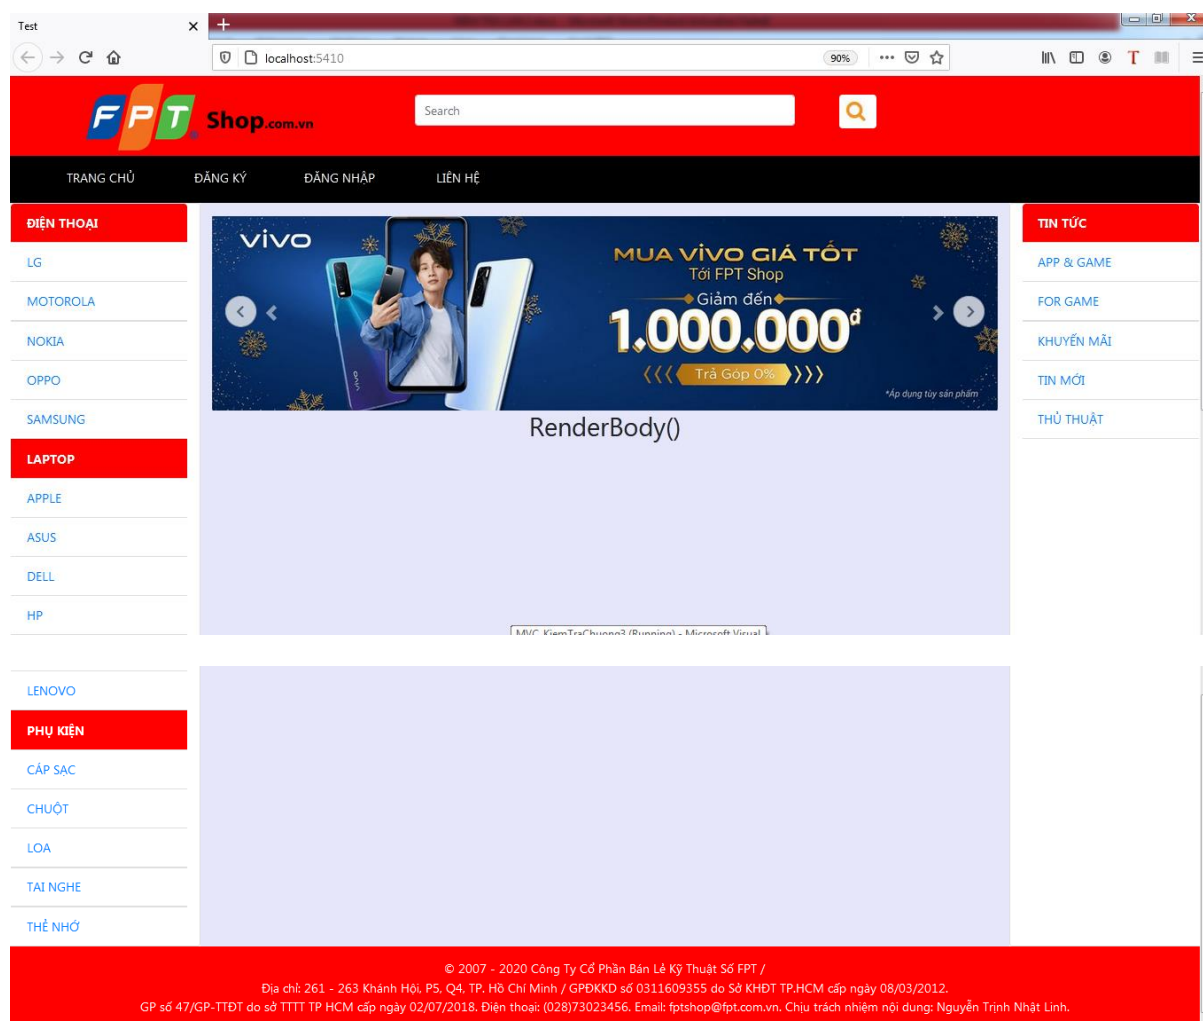 Test
localhost:5410
90%
FPT Shop.com.vn
Search
TRANG CHỦ ĐĂNG KÝ ĐĂNG NHẬP LIÊN HỆ
ĐIỆN THOẠI
LG
MOTOROLA
NOKIA
OPPO
SAMSUNG
LAPTOP
APPLE
ASUS
DELL
HP
vivo
MUA VIVO GIÁ TỐT
Tới FPT Shop
Giảm đến
1.000.000đ
Trả Góp 0%
*Áp dụng tùy sản phẩm
RenderBody()
MVC_KiemTraChuong3 (Running) - Microsoft Visual
TIN TỨC
APP & GAME
FOR GAME
KHUYẾN MÃI
TIN MỚI
THỦ THUẬT
LENOVO
PHỤ KIỆN
CÁP SẠC
CHUỘT
LOA
TAI NGHE
THẺ NHỚ
© 2007 - 2020 Công Ty Cổ Phần Bán Lẻ Kỹ Thuật Số FPT /
Địa chỉ: 261 - 263 Khánh Hội, P5, Q4, TP. Hồ Chí Minh / GPĐKKD số 0311609355 do Sở KHĐT TP.HCM cấp ngày 08/03/2012.
GP số 47/GP-TTĐT do sở TTTT TP HCM cấp ngày 02/07/2018. Điện thoại: (028)73023456. Email: fptshop@fpt.com.vn. Chịu trách nhiệm nội dung: Nguyễn Trịnh Nhật Linh.